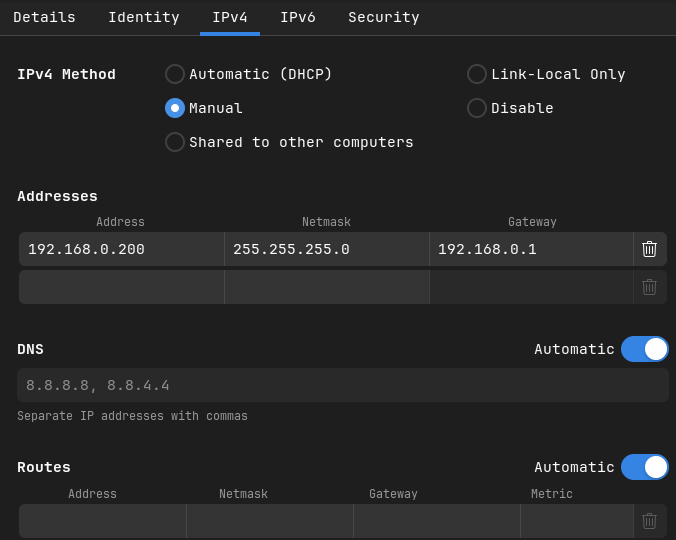 Details Identity IPv4 IPv6 Security
IPv4 Method Automatic (DHCP) Link-Local Only
Manual Disable
Shared to other computers
Addresses
Address Netmask Gateway
192.168.0.200 255.255.255.0 192.168.0.1
DNS Automatic
8.8.8.8, 8.8.4.4
Separate IP addresses with commas
Routes Automatic
Address Netmask Gateway Metric